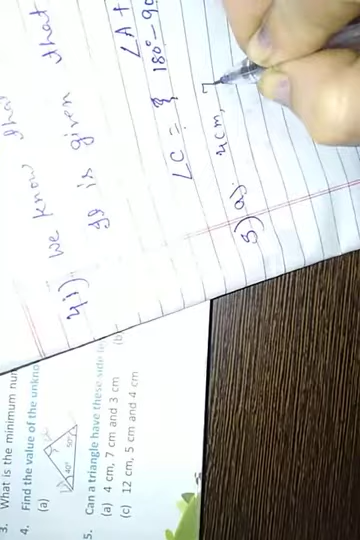 that
4i) We know that
It is given that
∠A +
∠C = 180° - 90
5) a) 4cm, 7
3. What is the minimum nu
4. Find the value of the unkno
(a)
40°
50°
5. Can a triangle have these side
(a) 4 cm, 7 cm and 3 cm
(b
(c) 12 cm, 5 cm and 4 cm